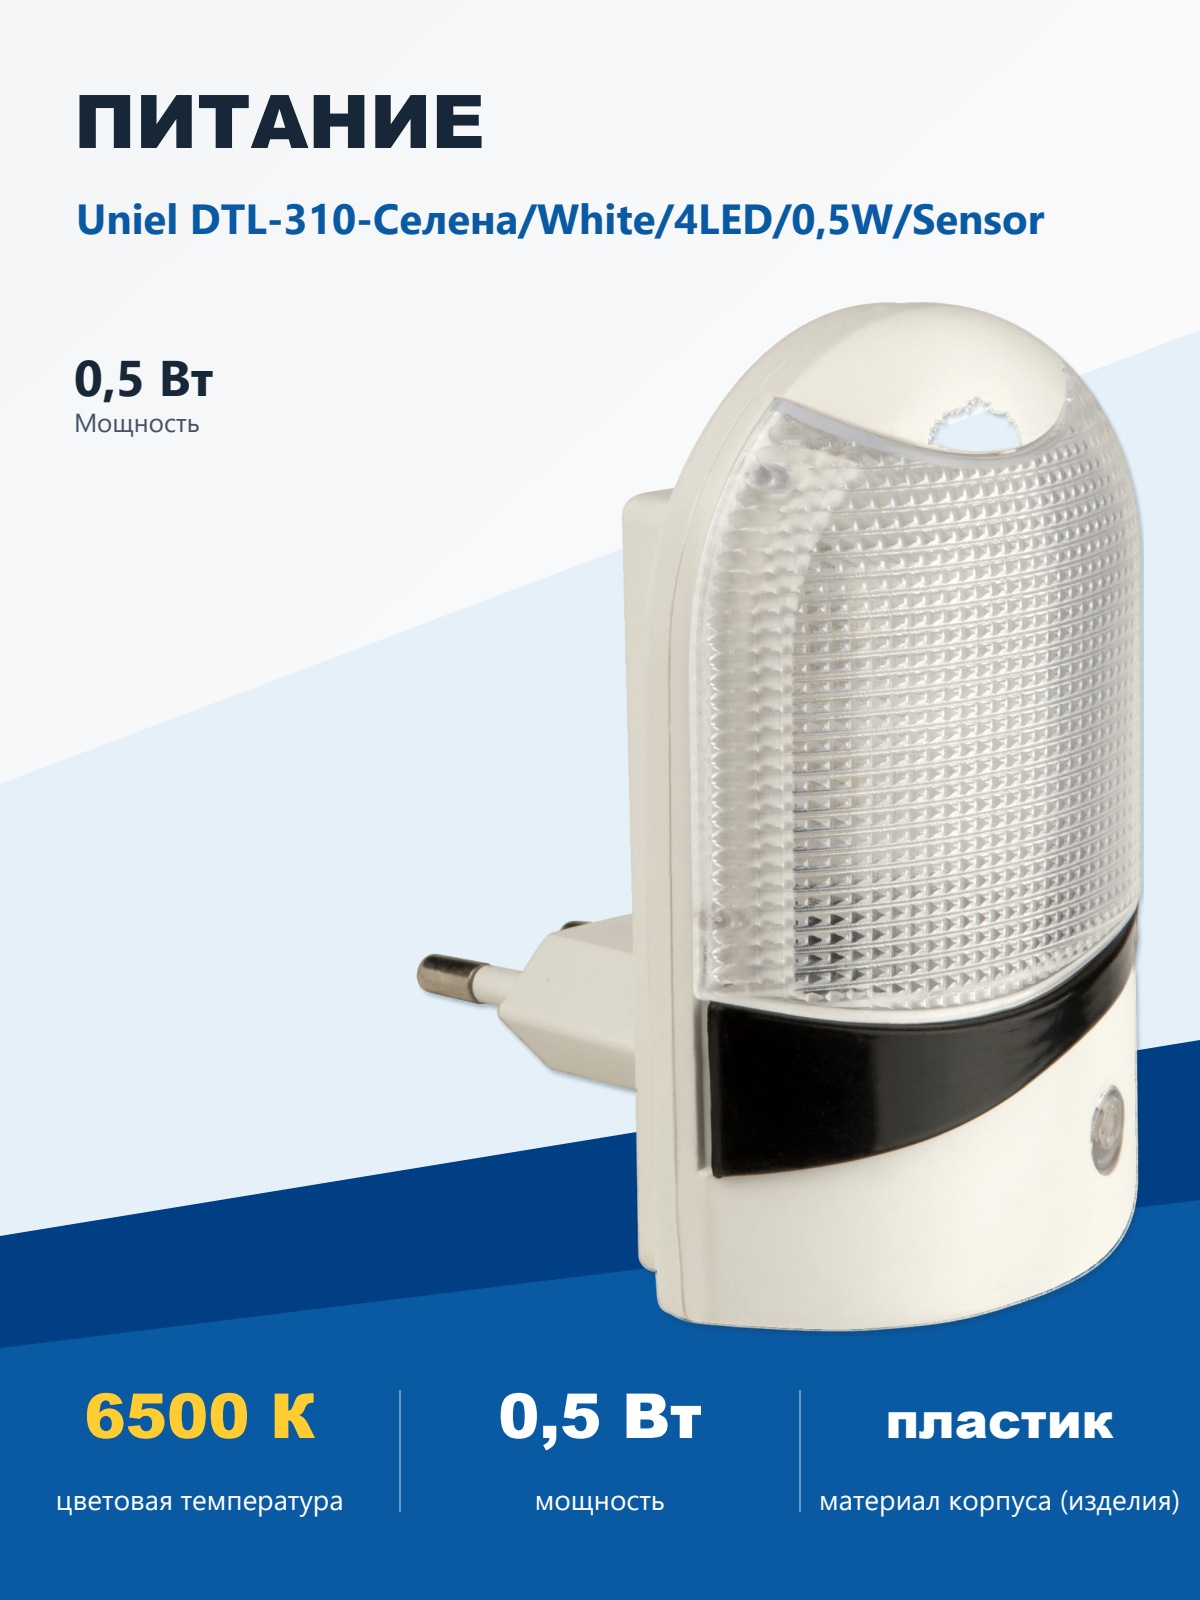 ПИТАНИЕ
Uniel DTL-310-Селена/White/4LED/0,5W/Sensor
0,5 Вт
Мощность
6500 К
цветовая температура
0,5 Вт
мощность
пластик
материал корпуса (изделия)